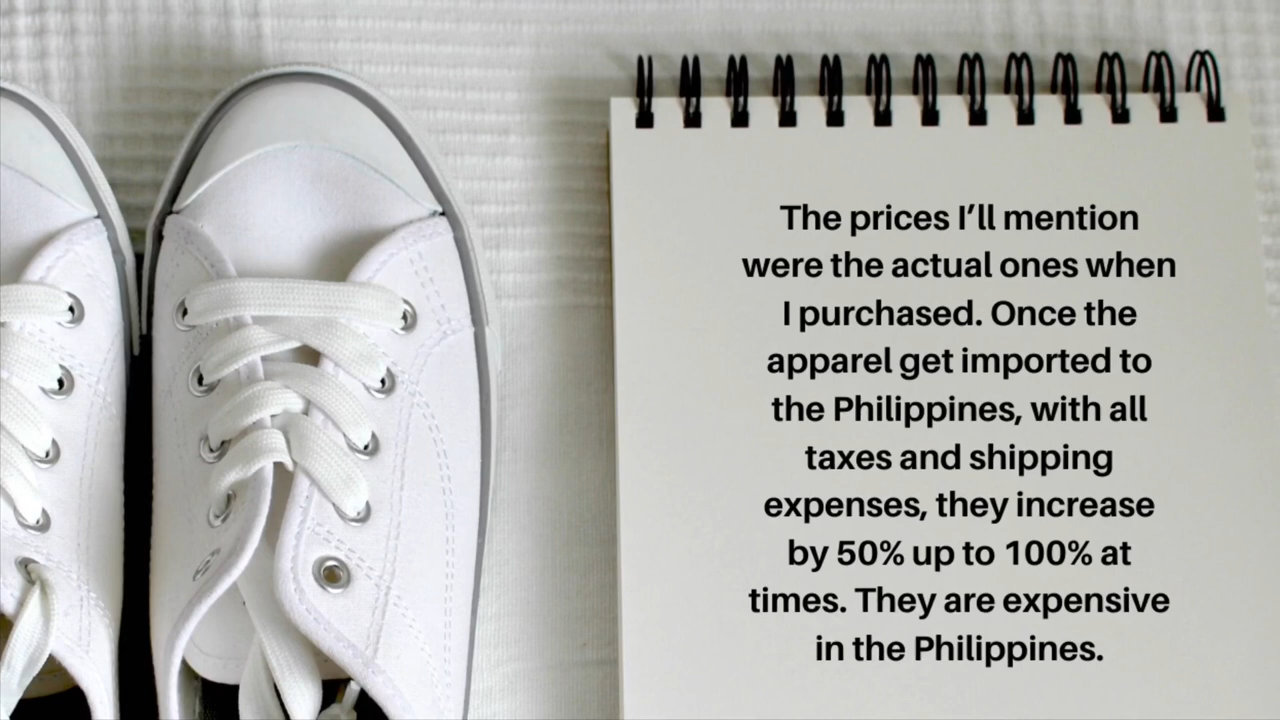 The prices I’ll mention
were the actual ones when
I purchased. Once the
apparel get imported to
the Philippines, with all
taxes and shipping
expenses, they increase
by 50% up to 100% at
times. They are expensive
in the Philippines.